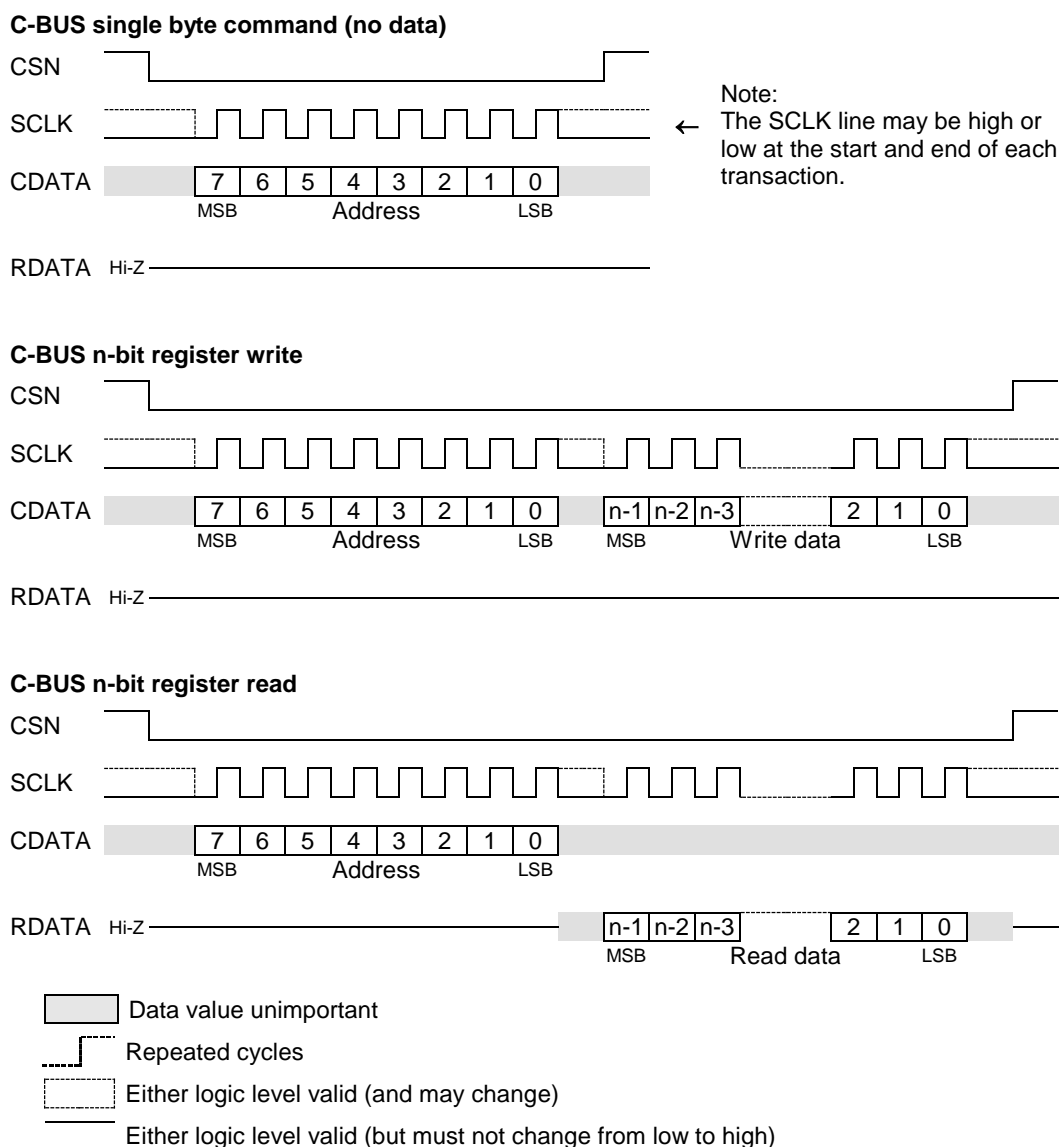 C-BUS single byte command (no data)
CSN
SCLK
CDATA 7 6 5 4 3 2 1 0
MSB Address LSB
RDATA Hi-Z
Note:
← The SCLK line may be high or
low at the start and end of each
transaction.
C-BUS n-bit register write
CSN
SCLK
CDATA 7 6 5 4 3 2 1 0 n-1 n-2 n-3 2 1 0
MSB Address LSB MSB Write data LSB
RDATA Hi-Z
C-BUS n-bit register read
CSN
SCLK
CDATA 7 6 5 4 3 2 1 0
MSB Address LSB
RDATA Hi-Z n-1 n-2 n-3 2 1 0
MSB Read data LSB
Data value unimportant
Repeated cycles
Either logic level valid (and may change)
Either logic level valid (but must not change from low to high)